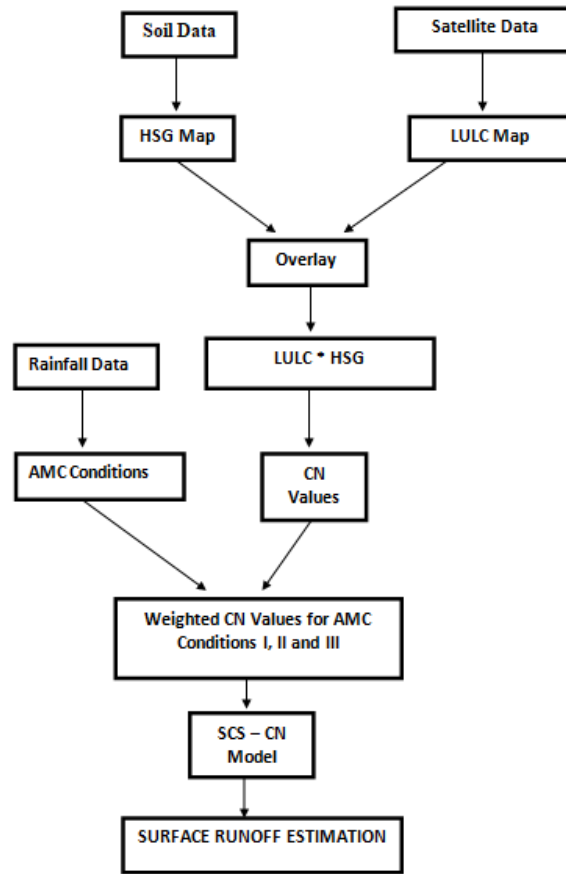 Soil Data
Satellite Data
HSG Map
LULC Map
Overlay
LULC * HSG
Rainfall Data
AMC Conditions
CN
Values
Weighted CN Values for AMC
Conditions I, II and III
SCS – CN
Model
SURFACE RUNOFF ESTIMATION